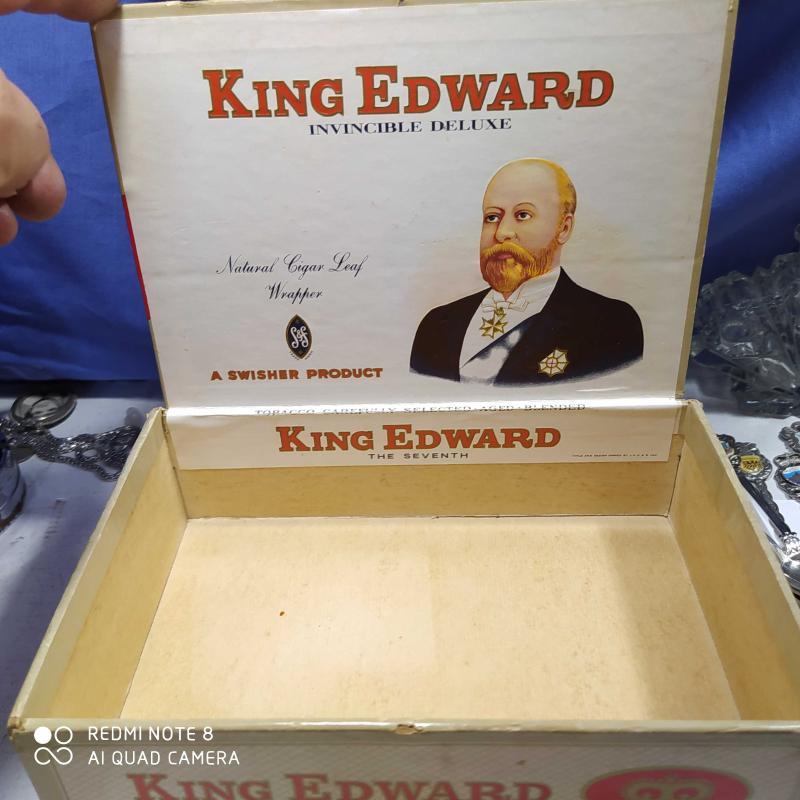 KING EDWARD
INVINCIBLE DELUXE
Natural Cigar Leaf
Wrapper
S&S
A SWISHER PRODUCT
TOBACCO CAREFULLY SELECTED · AGED · BLENDED
KING EDWARD
THE SEVENTH
REDMI NOTE 8
AI QUAD CAMERA
KING EDWARD